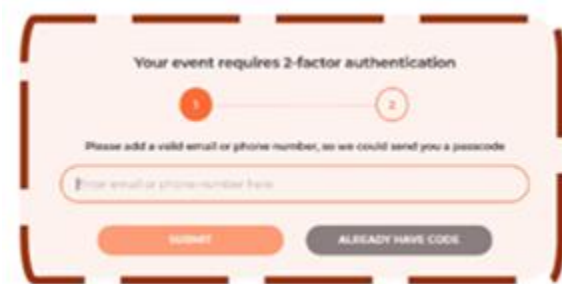 Your event requires 2-factor authentication
1 2
Please add a valid email or phone number, so we could send you a passcode
Enter email or phone number here
SUBMIT ALREADY HAVE CODE